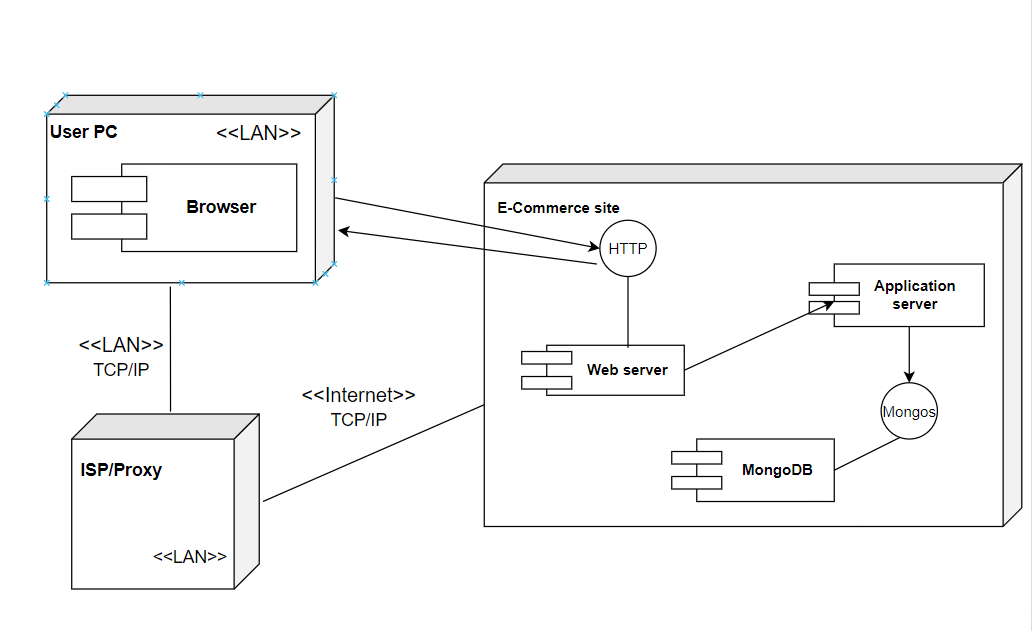 User PC
<<LAN>>
Browser
E-Commerce site
HTTP
Application
server
<<LAN>>
TCP/IP
Web server
<<Internet>>
TCP/IP
Mongos
ISP/Proxy
MongoDB
<<LAN>>